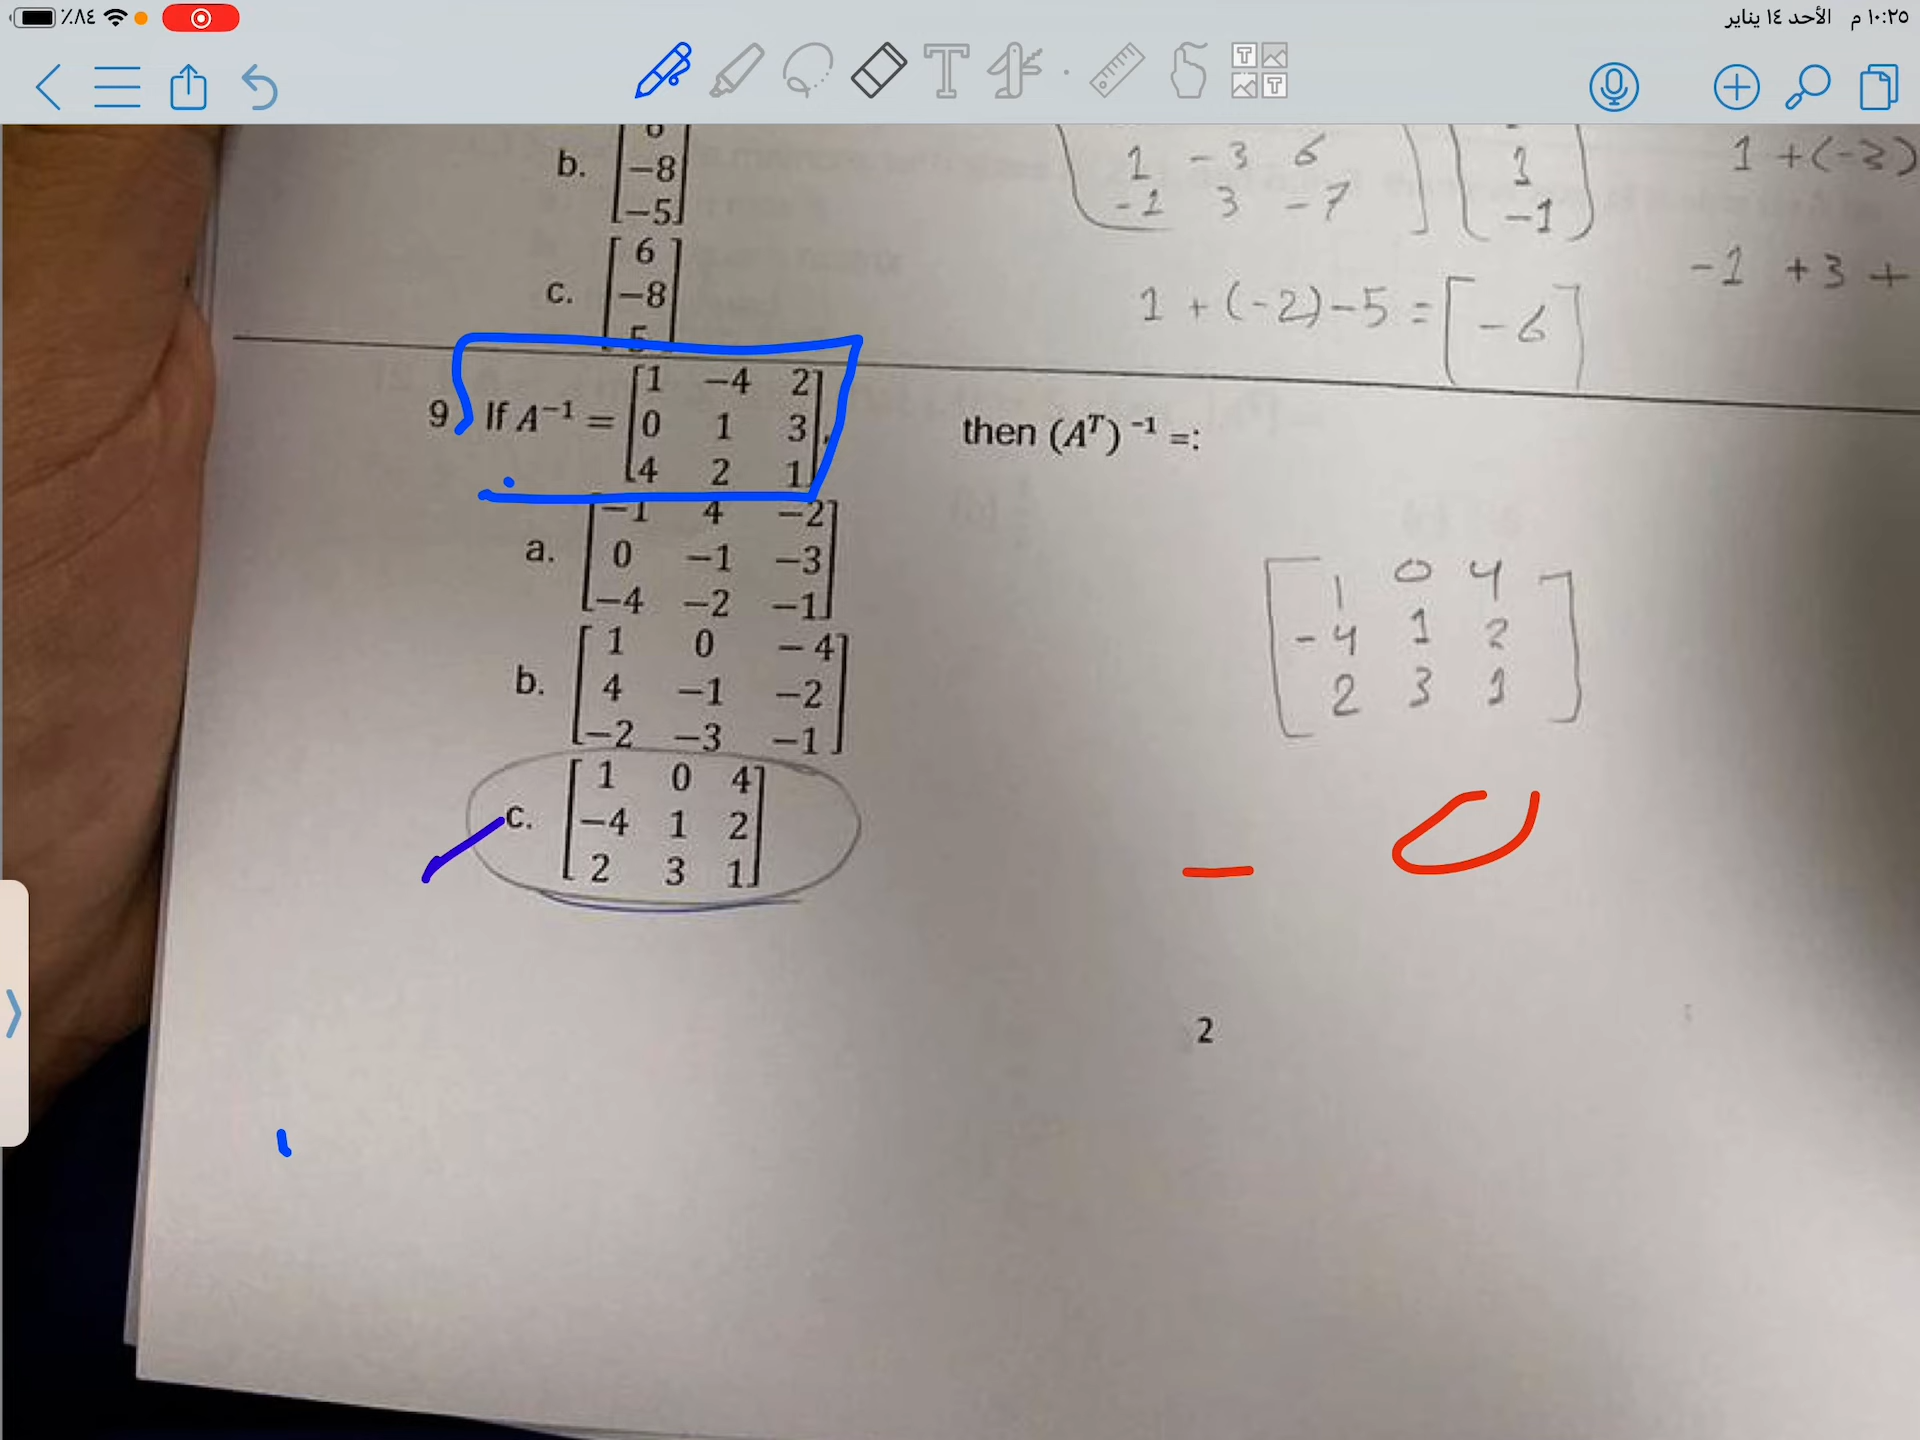 ٪٨٤
١٠:٢٥ م الأحد ١٤ يناير
b. [ -8 -5 ]
c. [ 6 -8 5 ]
1 -3 6
-1 3 -7
1
-1
1 +(-3)
-1 +3 +
1 + (-2) -5 = [ -6 ]
9) If A⁻¹ = [ 1 -4 2
0 1 3
4 2 1 ], then (Aᵀ)⁻¹ =:
a. [ -1 4 -2
0 -1 -3
-4 -2 -1 ]
b. [ 1 0 -4
4 -1 -2
-2 -3 -1 ]
c. [ 1 0 4
-4 1 2
2 3 1 ]
[ 1 0 4
-4 1 2
2 3 1 ]
2